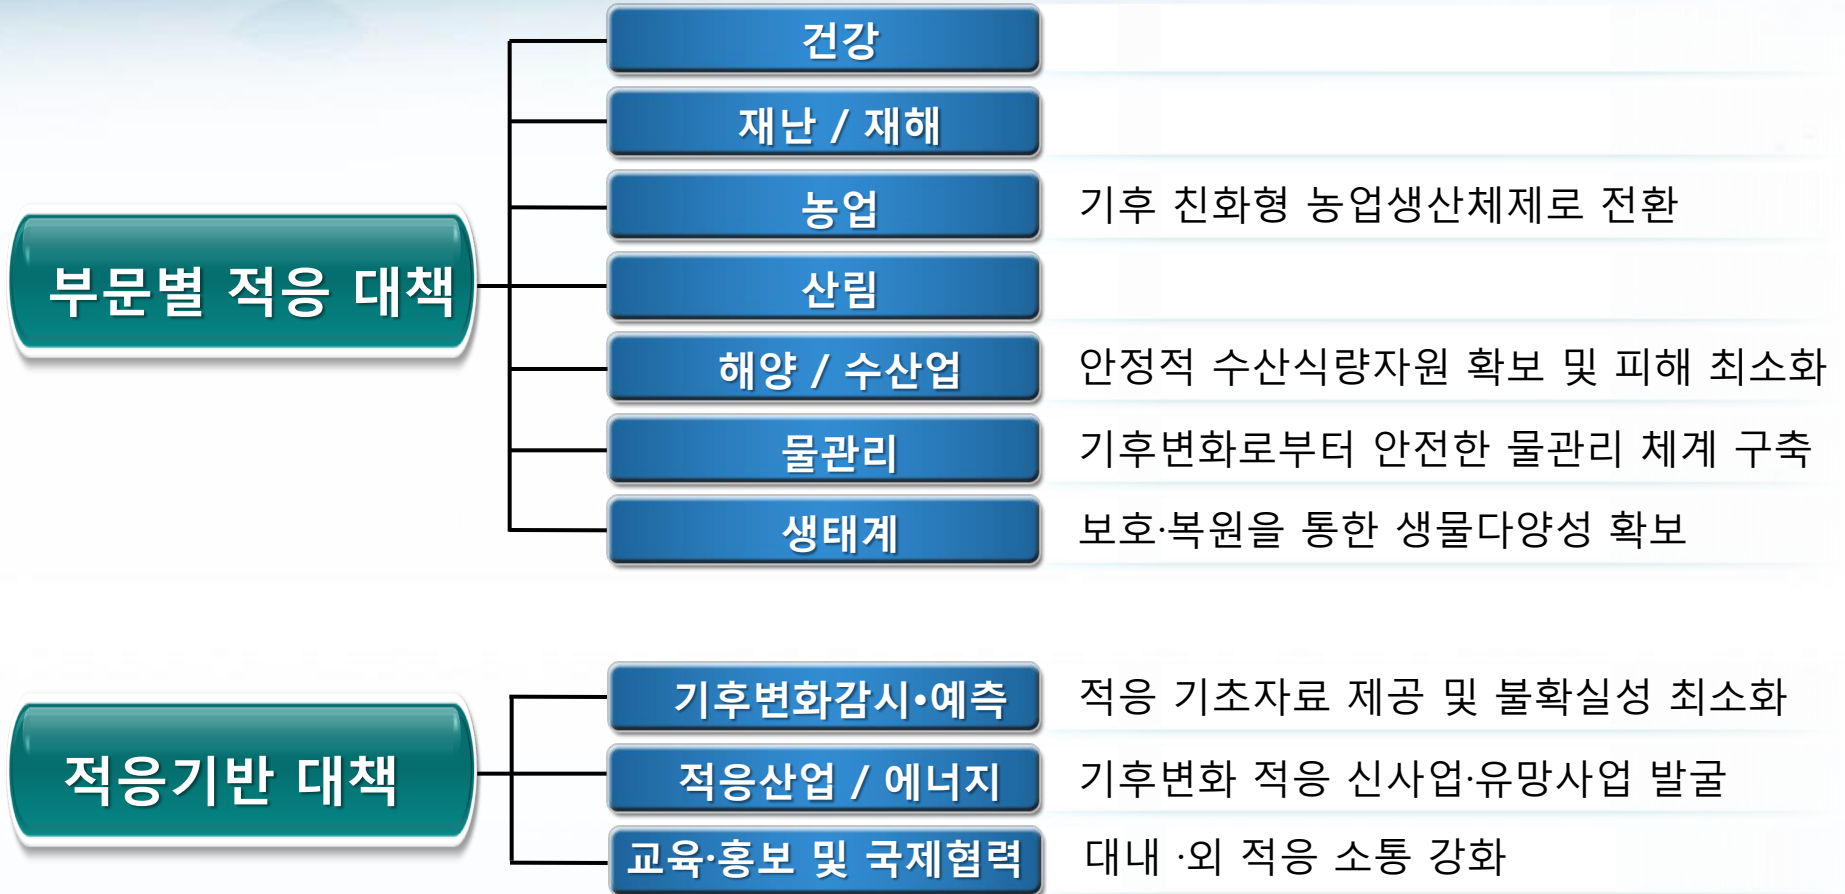 부문별 적응 대책
건강
재난 / 재해
농업 기후 친화형 농업생산체제로 전환
산림
해양 / 수산업 안정적 수산식량자원 확보 및 피해 최소화
물관리 기후변화로부터 안전한 물관리 체계 구축
생태계 보호·복원을 통한 생물다양성 확보
적응기반 대책
기후변화감시•예측 적응 기초자료 제공 및 불확실성 최소화
적응산업 / 에너지 기후변화 적응 신사업·유망사업 발굴
교육·홍보 및 국제협력 대내 ·외 적응 소통 강화